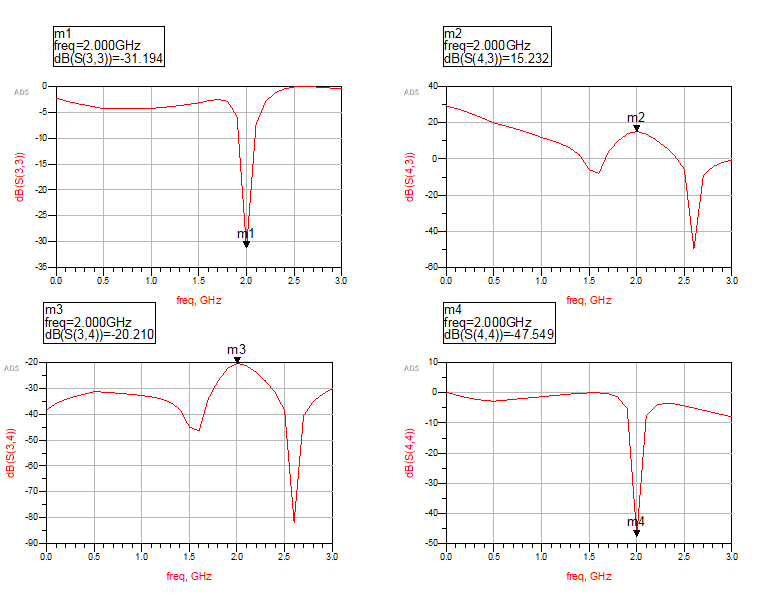 m1
freq=2.000GHz
dB(S(3,3))=-31.194
ADS
0
-5
-10
-15
-20
-25
-30
-35
dB(S(3,3))
m1
0.0 0.5 1.0 1.5 2.0 2.5 3.0
freq, GHz
m2
freq=2.000GHz
dB(S(4,3))=15.232
ADS
40
20
0
-20
-40
-60
dB(S(4,3))
m2
0.0 0.5 1.0 1.5 2.0 2.5 3.0
freq, GHz
m3
freq=2.000GHz
dB(S(3,4))=-20.210
ADS
-20
-30
-40
-50
-60
-70
-80
-90
dB(S(3,4))
m3
0.0 0.5 1.0 1.5 2.0 2.5 3.0
freq, GHz
m4
freq=2.000GHz
dB(S(4,4))=-47.549
ADS
10
0
-10
-20
-30
-40
-50
dB(S(4,4))
m4
0.0 0.5 1.0 1.5 2.0 2.5 3.0
freq, GHz